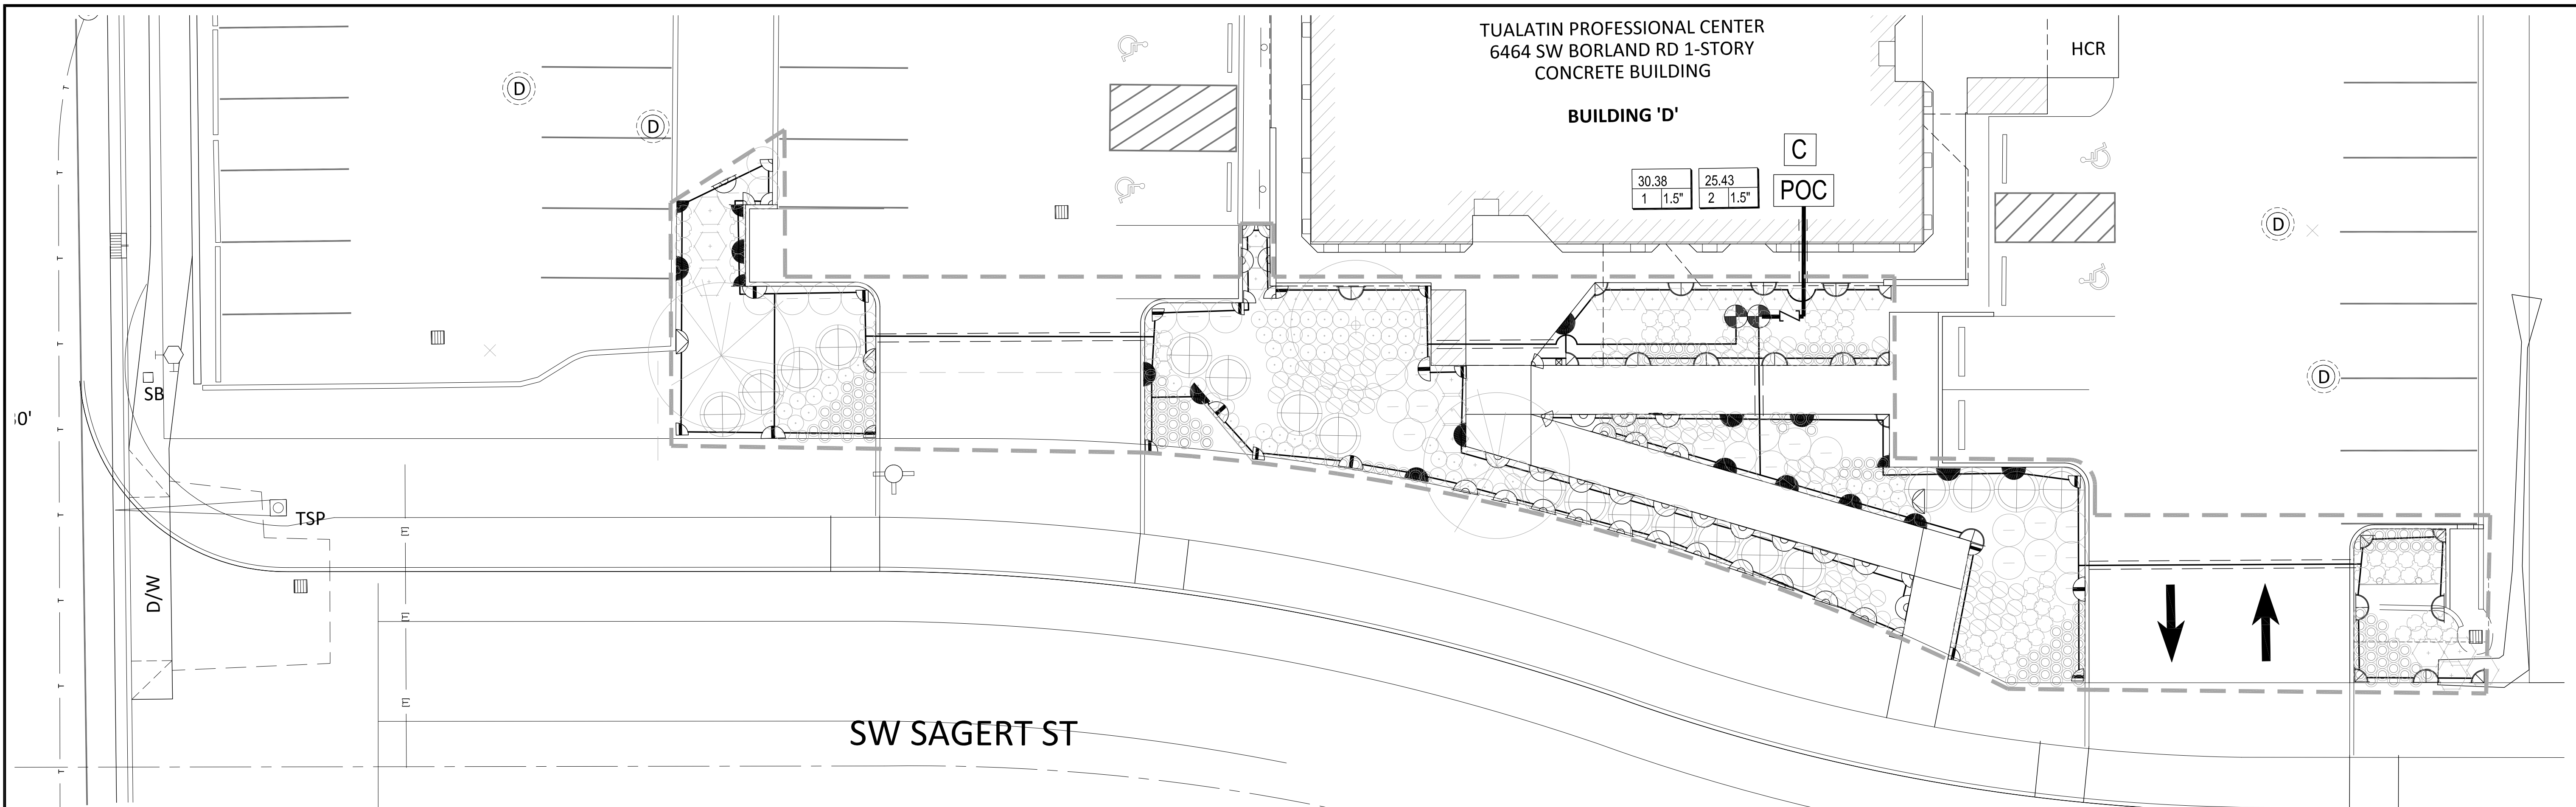 TUALATIN PROFESSIONAL CENTER
6464 SW BORLAND RD 1-STORY
CONCRETE BUILDING
BUILDING 'D'
HCR
D
D
C
POC
30.38
1 1.5"
25.43
2 1.5"
D
D
SB
0'
TSP
D/W
T
T
T
T
T
T
T
T
T
E
E
E
SW SAGERT ST